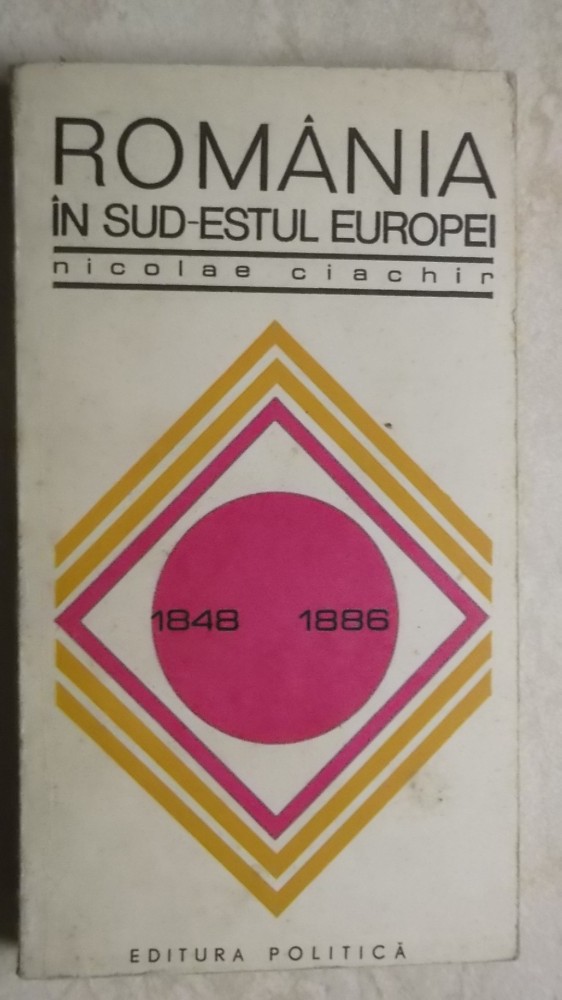 ROMÂNIA
ÎN SUD-ESTUL EUROPEI
nicolae ciachir
1848 1886
EDITURA POLITICĂ